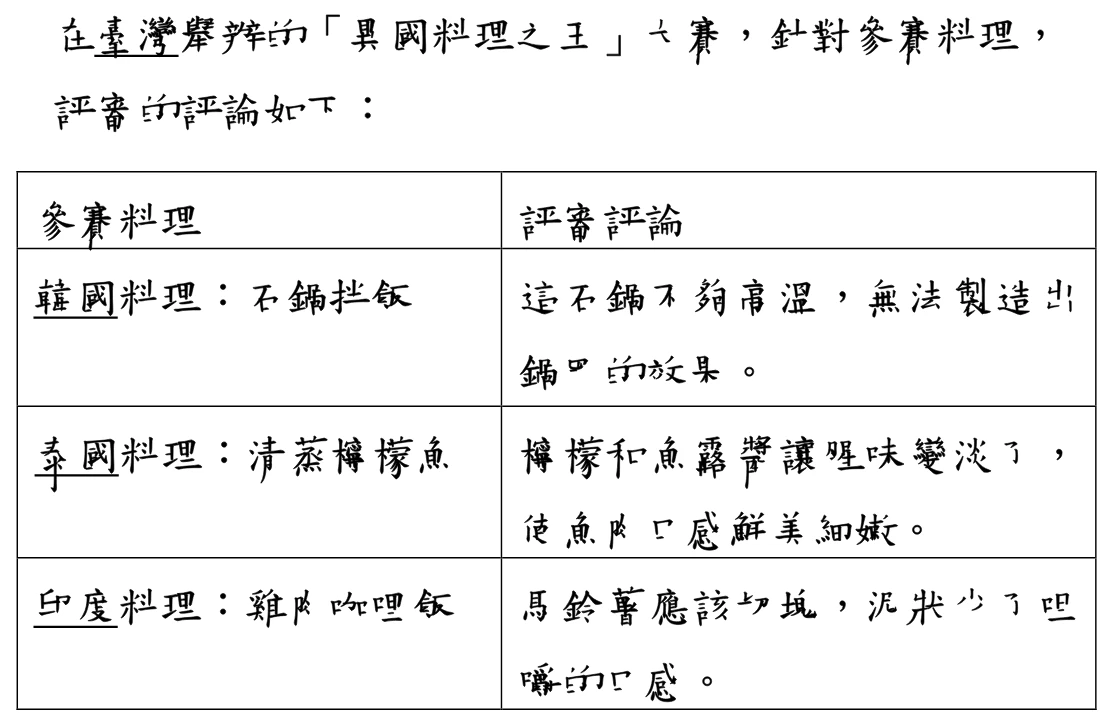 在臺灣舉辦的「異國料理之王」大賽，針對參賽料理，
評審的評論如下：
參賽料理
評審評論
韓國料理：石鍋拌飯
這石鍋不夠高溫，無法製造出
鍋巴的效果。
泰國料理：清蒸檸檬魚
檸檬和魚露醬讓腥味變淡了，
使魚肉口感鮮美細嫩。
印度料理：雞肉咖哩飯
馬鈴薯應該切塊，泥狀少了咀
嚼的口感。